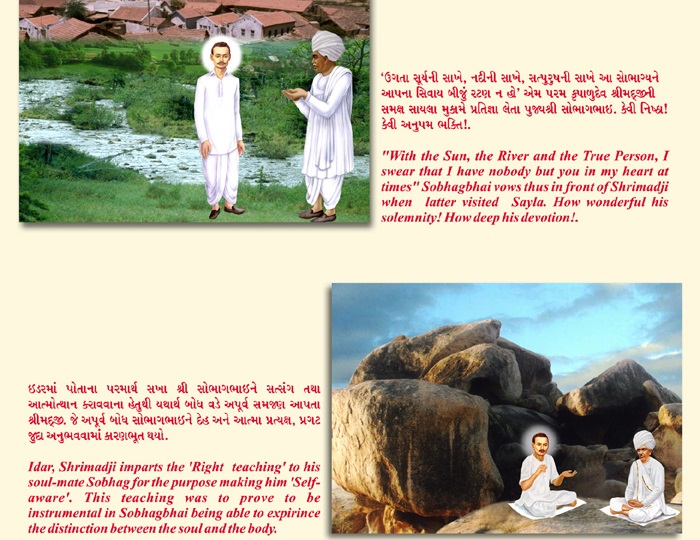 ‘ઉગતા સુર્યની સાખે, નદીની સાખે, સત્પુરુષની સાખે આ સોભાગ્યને
આપના સિવાય બીજું રટણ ન હો’ એમ પરમ કૃપાળુદેવ શ્રીમદ્જીની
સમક્ષ સાયલા મુકામે પ્રતિજ્ઞા લેતા પુજ્યશ્રી સોભાગભાઇ. કેવી નિષ્ઠા!
કેવી અનુપમ ભક્તિ!.
"With the Sun, the River and the True Person, I
swear that I have nobody but you in my heart at
times" Sobhagbhai vows thus in front of Shrimadji
when latter visited Sayla. How wonderful his
solemnity! How deep his devotion!.
ઇડરમાં પોતાના પરમાર્થ સખા શ્રી સોભાગભાઇને સત્સંગ તથા
આત્મોત્થાન કરાવવાના હેતુથી યથાર્થ બોધ વડે અપૂર્વ સમજણ આપતા
શ્રીમદ્જી. જે અપૂર્વ બોધ સોભાગભાઇને દેહ અને આત્મા પ્રત્યક્ષ, પ્રગટ
જુદા અનુભવવામાં કારણભૂત થયો.
Idar, Shrimadji imparts the 'Right teaching' to his
soul-mate Sobhag for the purpose making him 'Self-
aware'. This teaching was to prove to be
instrumental in Sobhagbhai being able to expirince
the distinction between the soul and the body.